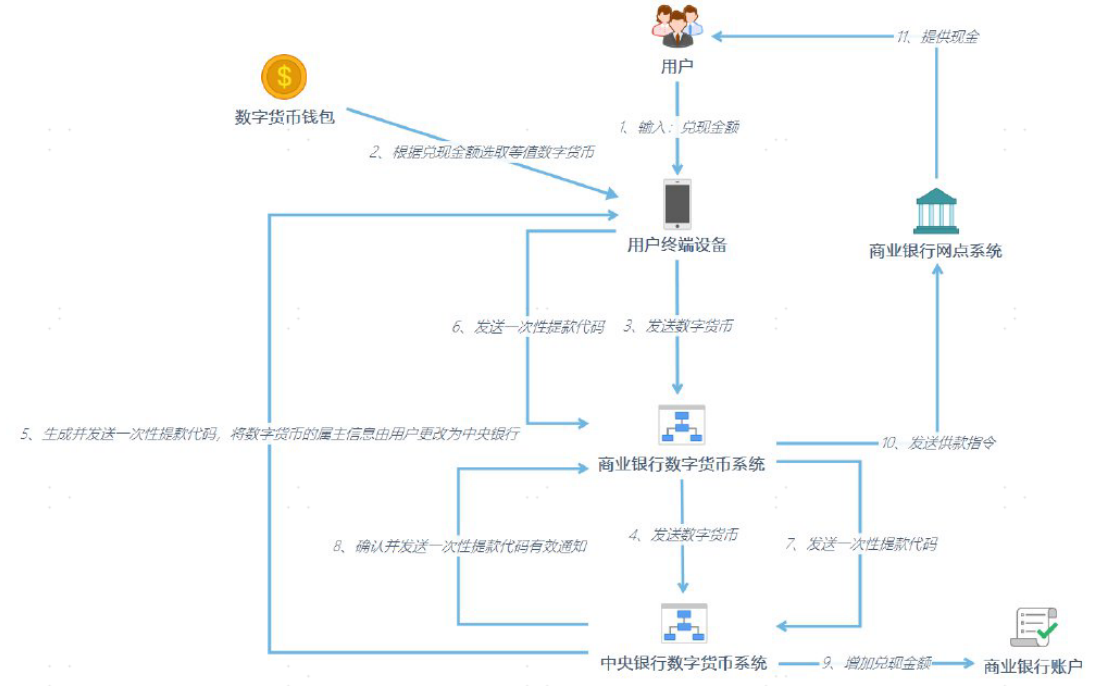 11、提供现金
用户
数字货币钱包
1、输入：兑现金额
2、根据兑现金额选取等值数字货币
用户终端设备
商业银行网点系统
6、发送一次性提款代码
3、发送数字货币
5、生成并发送一次性提款代码，将数字货币的属主信息由用户更改为中央银行
10、发送供款指令
商业银行数字货币系统
4、发送数字货币
8、确认并发送一次性提款代码有效通知
7、发送一次性提款代码
中央银行数字货币系统
9、增加兑现金额
商业银行账户